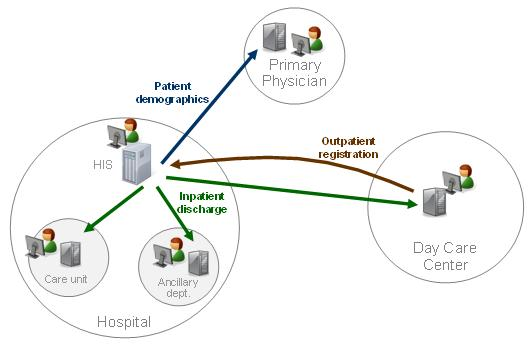 Primary
Physician
Patient
demographics
Outpatient
registration
HIS
Inpatient
discharge
Care unit
Ancillary
dept.
Day Care
Center
Hospital